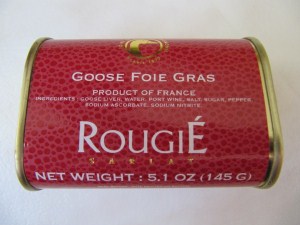 GOOSE FOIE GRAS
PRODUCT OF FRANCE
INGREDIENTS : GOOSE LIVER, WATER, PORT WINE, SALT, SUGAR, PEPPER,
SODIUM ASCORBATE, SODIUM NITRITE.
ROUGIÉ
SARLAT
NET WEIGHT : 5.1 OZ (145 G)